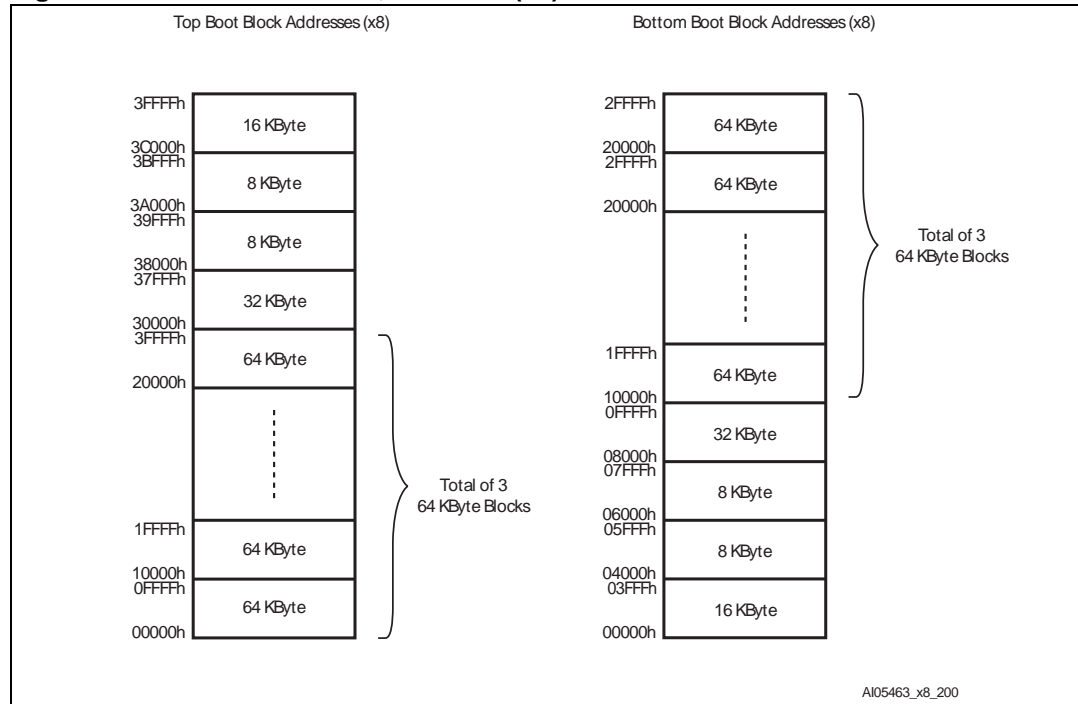 Top Boot Block Addresses (x8)
3FFFFh
16 KByte
3C000h
3BFFFh
8 KByte
3A000h
39FFFh
8 KByte
38000h
37FFFh
32 KByte
30000h
3FFFFh
64 KByte
20000h
Total of 3
64 KByte Blocks
1FFFFh
64 KByte
10000h
0FFFFh
64 KByte
00000h
Bottom Boot Block Addresses (x8)
2FFFFh
64 KByte
20000h
2FFFFh
64 KByte
20000h
Total of 3
64 KByte Blocks
1FFFFh
64 KByte
10000h
0FFFFh
32 KByte
08000h
07FFFh
8 KByte
06000h
05FFFh
8 KByte
04000h
03FFFh
16 KByte
00000h
AI05463_x8_200